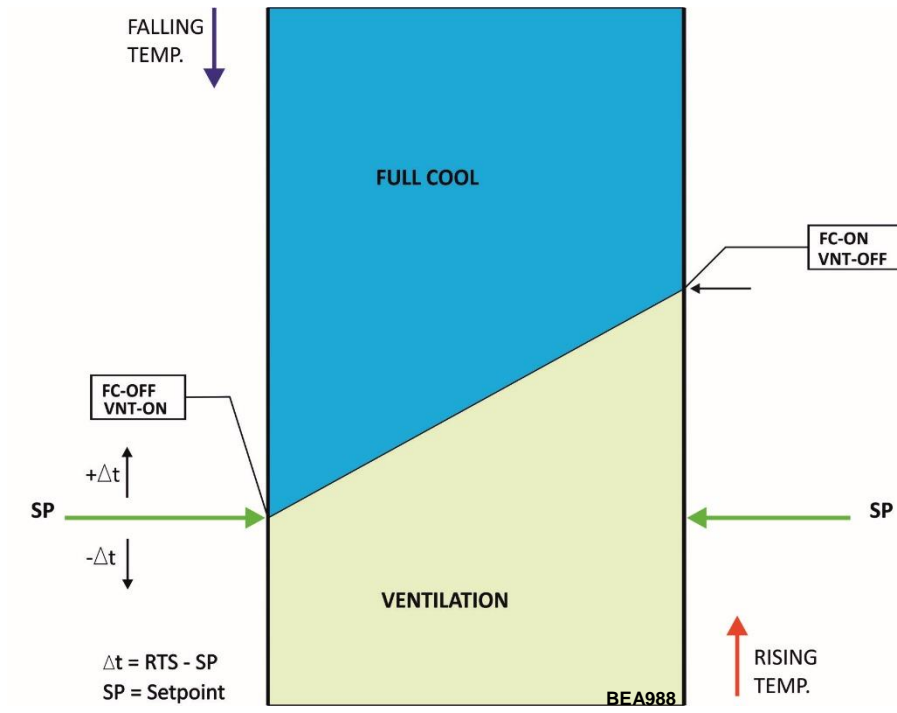 FALLING
TEMP.
FULL COOL
FC-ON
VNT-OFF
FC-OFF
VNT-ON
+Δt
SP
SP
-Δt
VENTILATION
Δt = RTS - SP
SP = Setpoint
RISING
TEMP.
BEA988